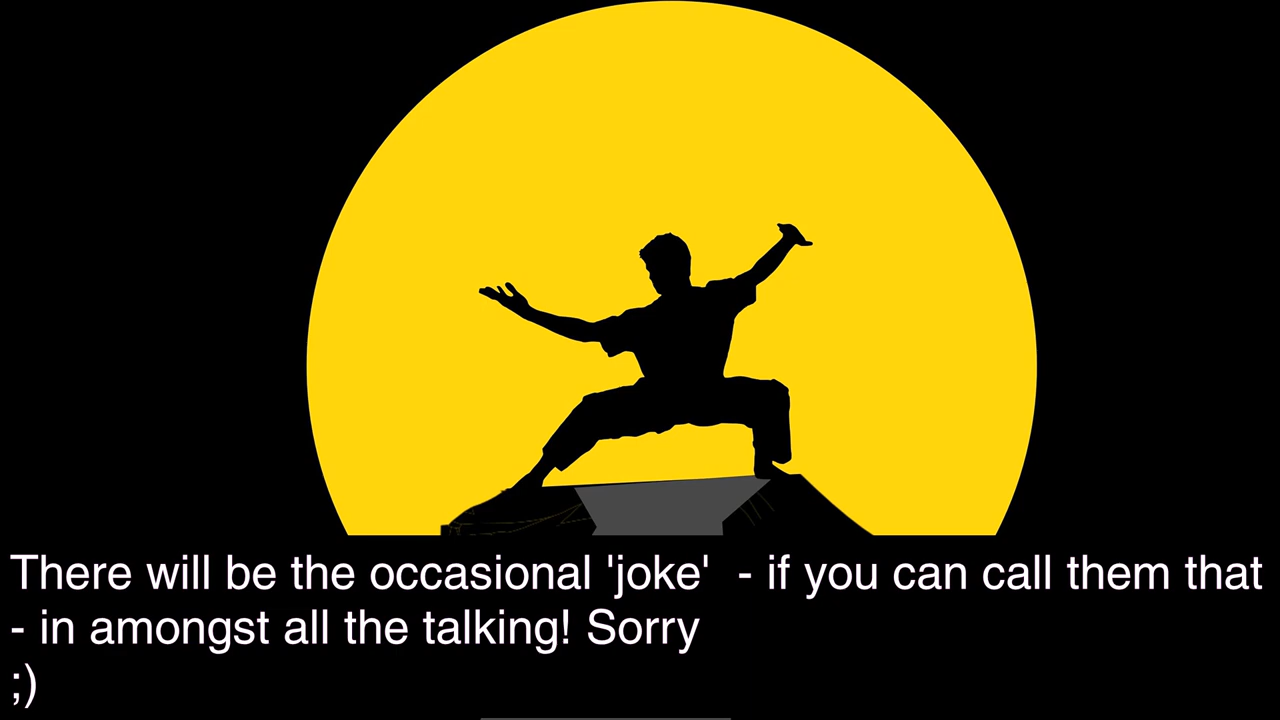 There will be the occasional 'joke'  - if you can call them that
- in amongst all the talking! Sorry
;)